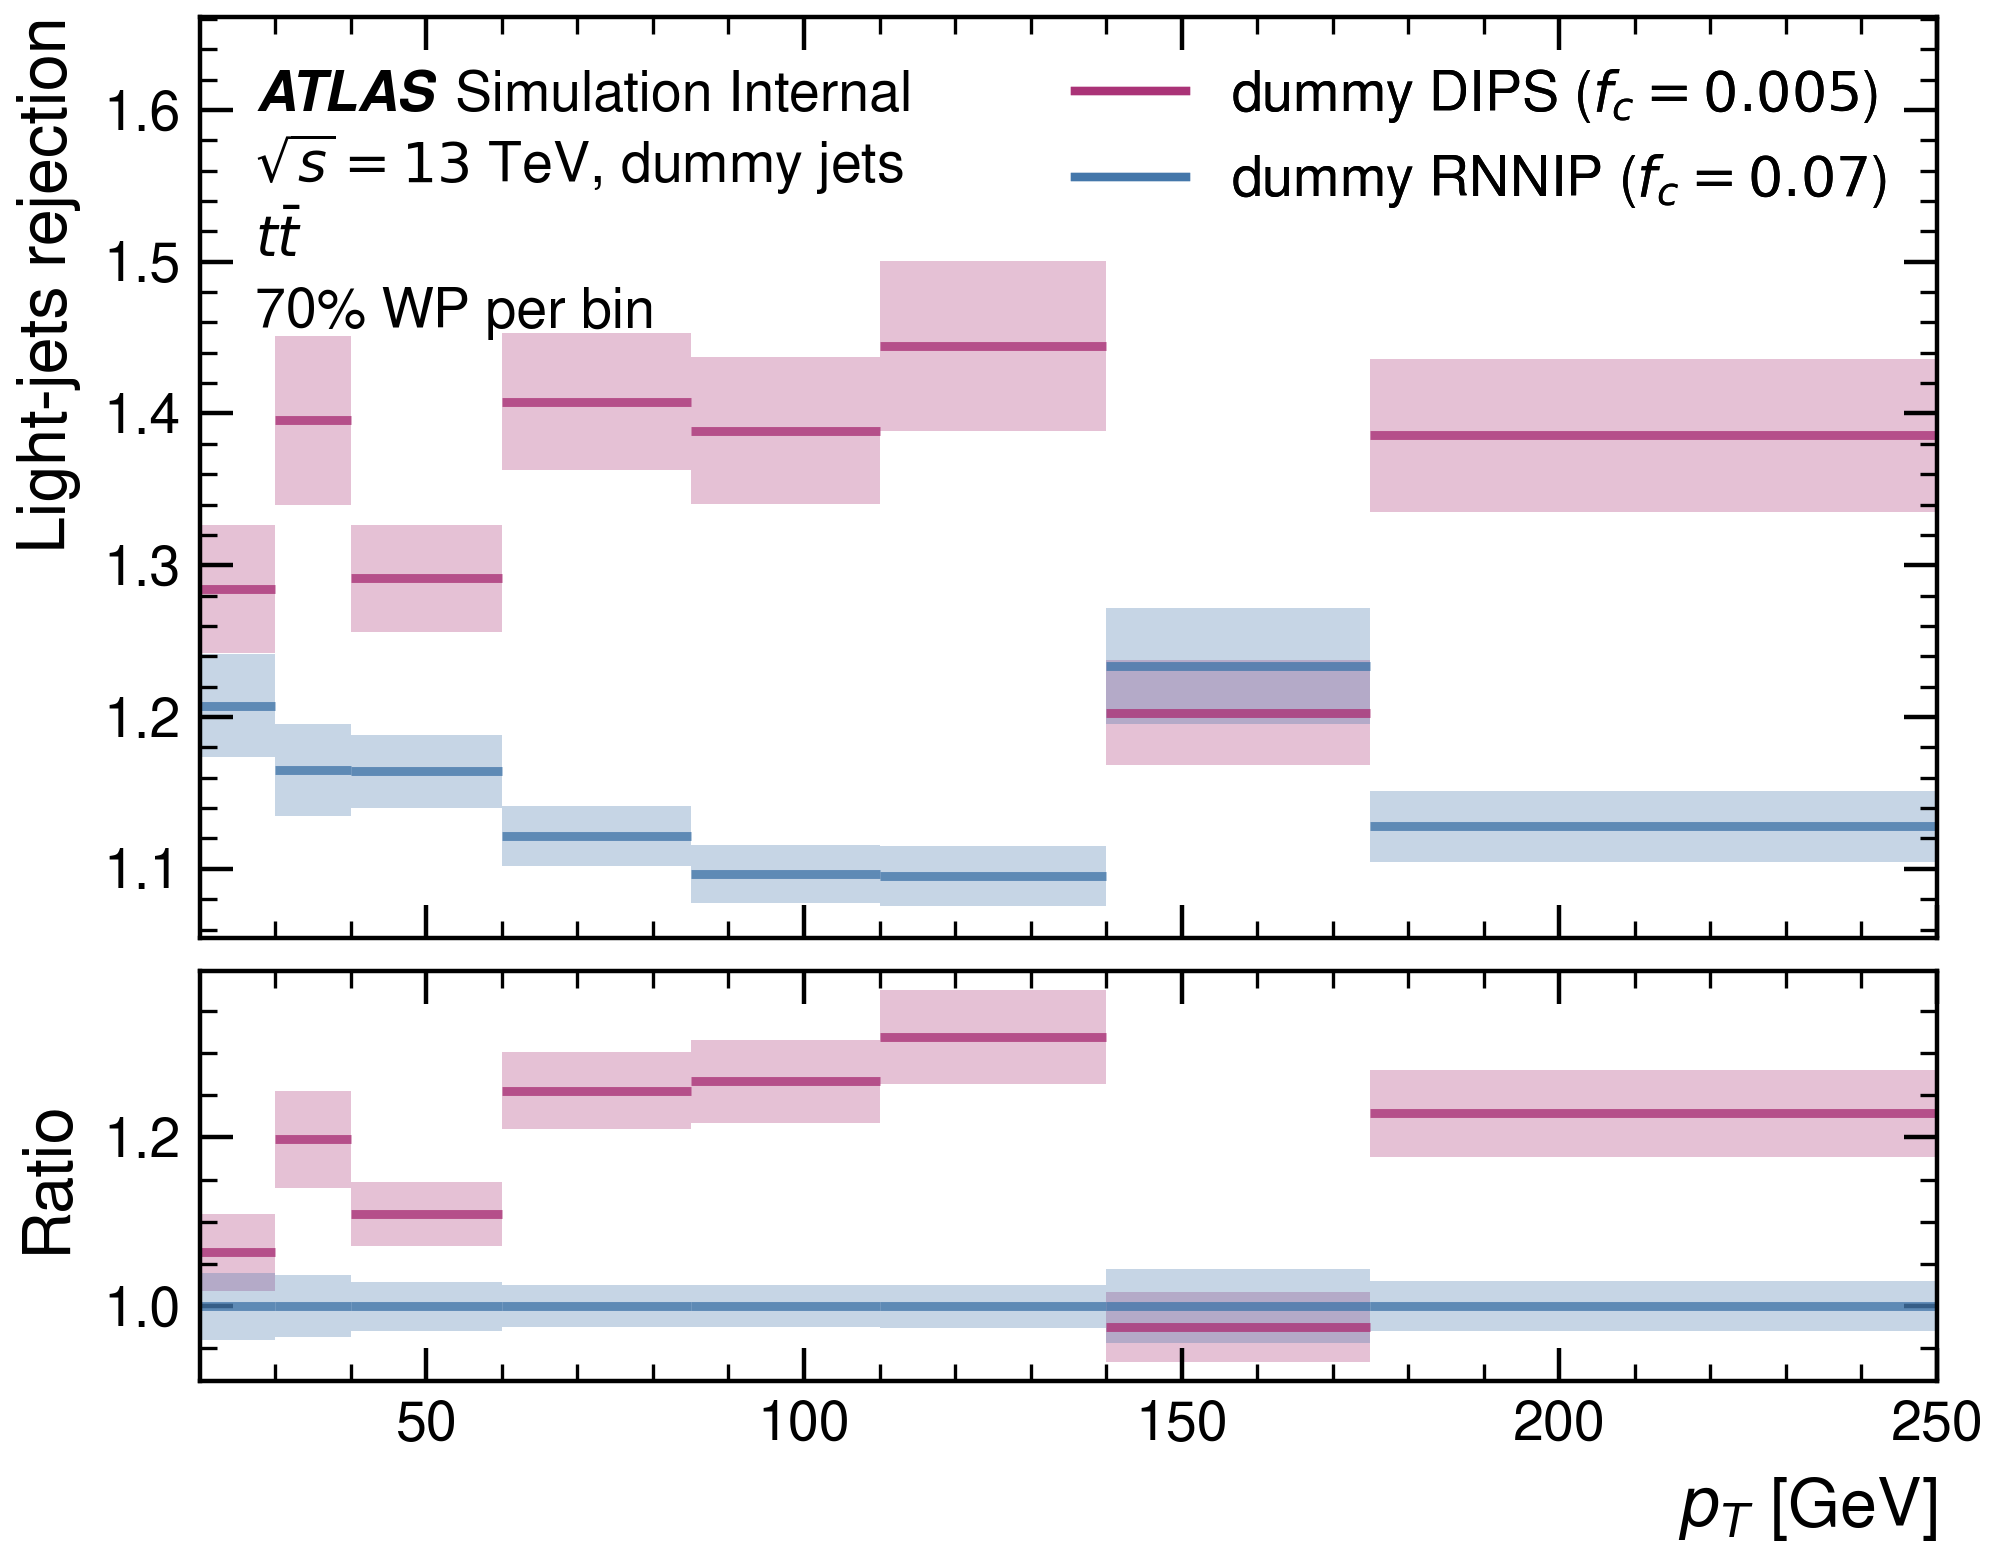 Light-jets rejection
1.6
1.5
1.4
1.3
1.2
1.1
ATLAS Simulation Internal
√s = 13 TeV, dummy jets
tt̄
70% WP per bin
dummy DIPS (f_c = 0.005)
dummy RNNIP (f_c = 0.07)
Ratio
1.2
1.0
50 100 150 200 250
p_T [GeV]